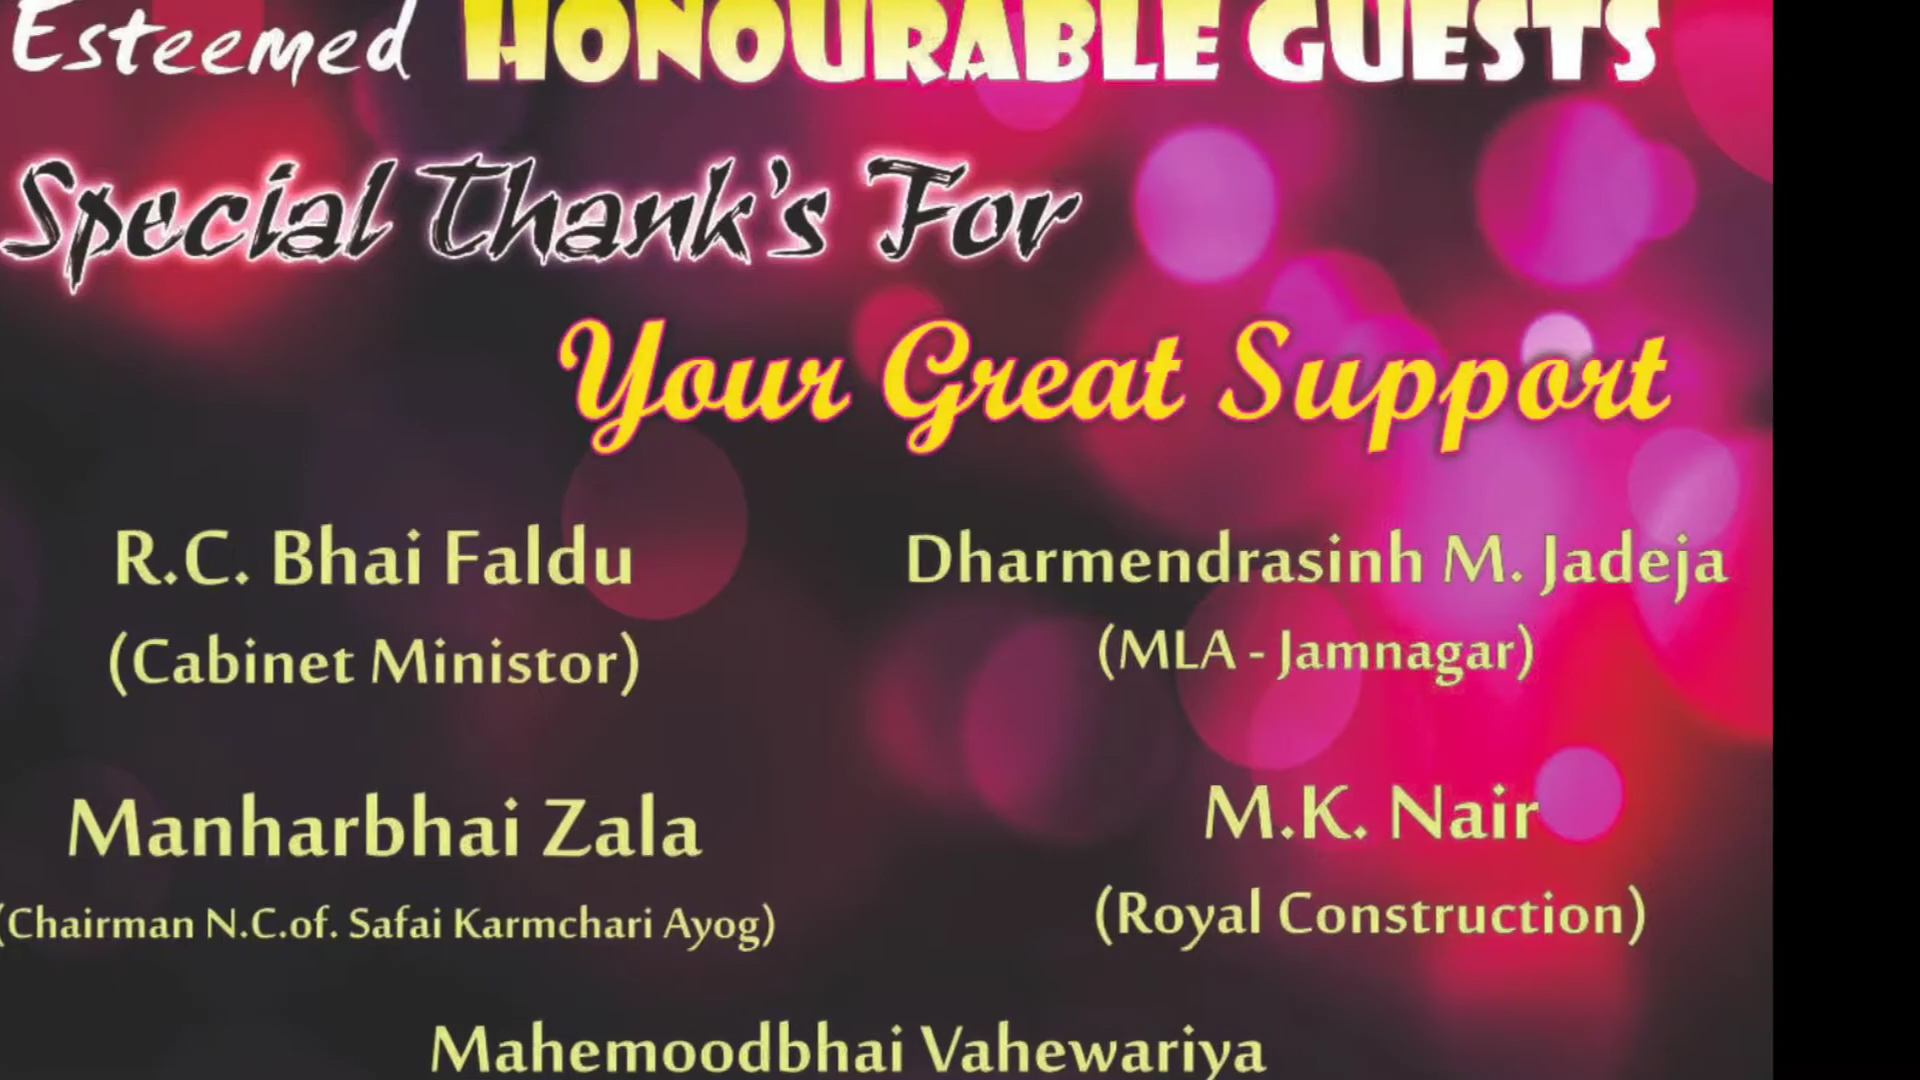 Esteemed HONOURABLE GUESTS
Special Thank's For
Your Great Support
R.C. Bhai Faldu
(Cabinet Ministor)
Dharmendrasinh M. Jadeja
(MLA - Jamnagar)
Manharbhai Zala
(Chairman N.C.of. Safai Karmchari Ayog)
M.K. Nair
(Royal Construction)
Mahemoodbhai Vahewariya